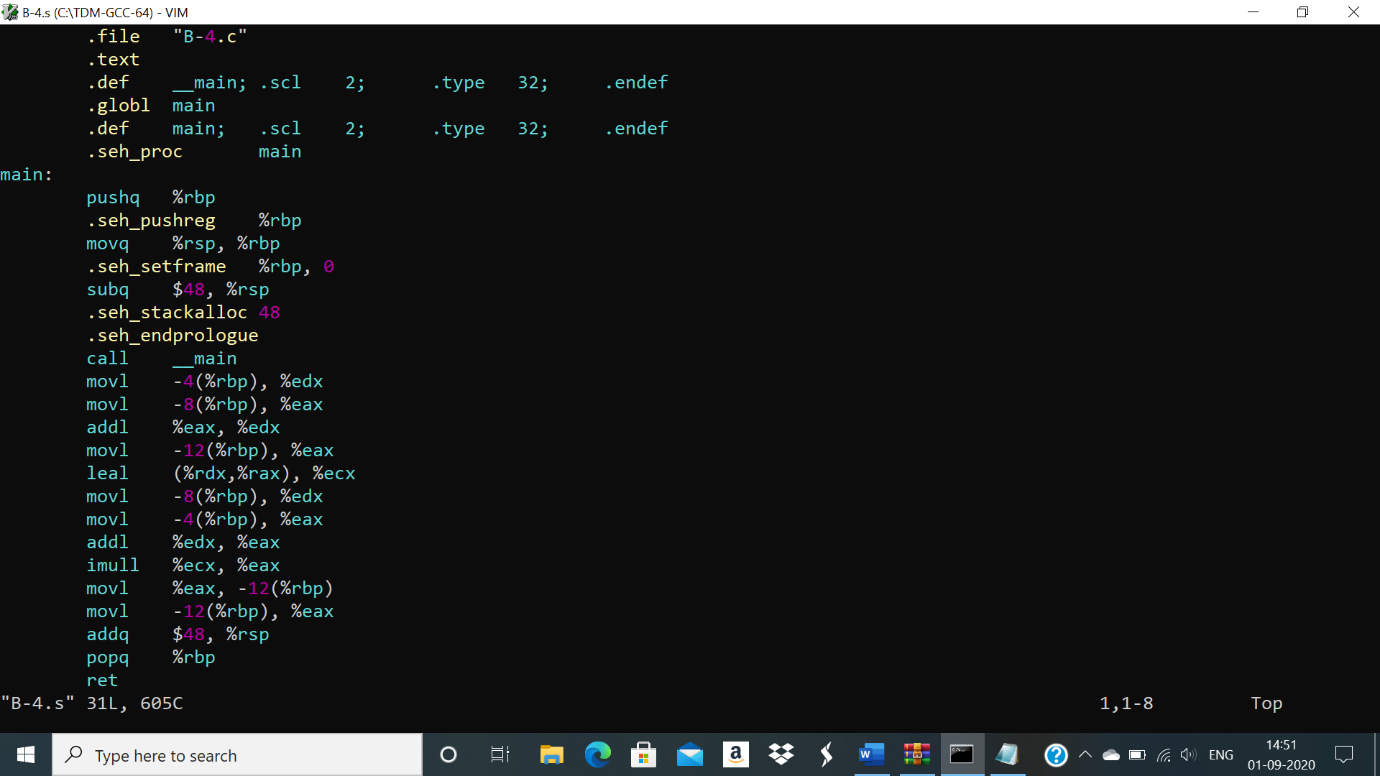 B-4.s (C:\TDM-GCC-64) - VIM
.file "B-4.c"
.text
.def __main; .scl 2; .type 32; .endef
.globl main
.def main; .scl 2; .type 32; .endef
.seh_proc main
main:
pushq %rbp
.seh_pushreg %rbp
movq %rsp, %rbp
.seh_setframe %rbp, 0
subq $48, %rsp
.seh_stackalloc 48
.seh_endprologue
call __main
movl -4(%rbp), %edx
movl -8(%rbp), %eax
addl %eax, %edx
movl -12(%rbp), %eax
leal (%rdx,%rax), %ecx
movl -8(%rbp), %edx
movl -4(%rbp), %eax
addl %edx, %eax
imull %ecx, %eax
movl %eax, -12(%rbp)
movl -12(%rbp), %eax
addq $48, %rsp
popq %rbp
ret
"B-4.s" 31L, 605C 1,1-8 Top
Type here to search
ENG
14:51
01-09-2020